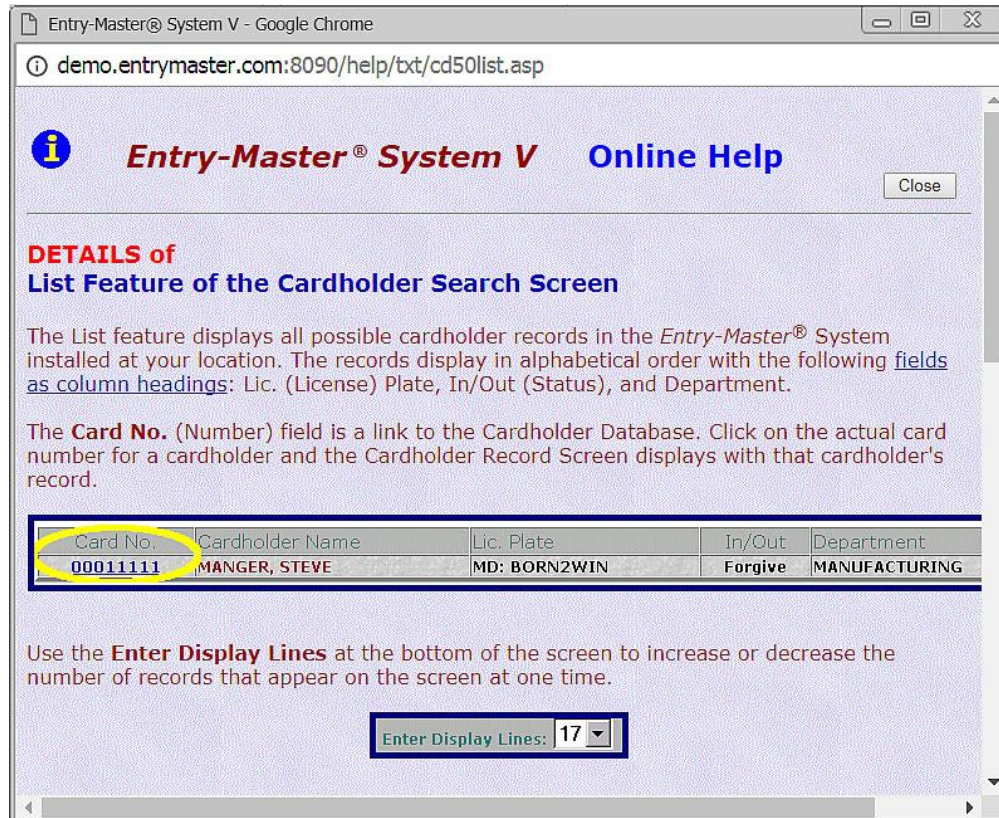 Entry-Master® System V - Google Chrome
demo.entrymaster.com:8090/help/txt/cd50list.asp
i Entry-Master® System V Online Help
Close
DETAILS of
List Feature of the Cardholder Search Screen
The List feature displays all possible cardholder records in the Entry-Master® System
installed at your location. The records display in alphabetical order with the following fields
as column headings: Lic. (License) Plate, In/Out (Status), and Department.
The Card No. (Number) field is a link to the Cardholder Database. Click on the actual card
number for a cardholder and the Cardholder Record Screen displays with that cardholder's
record.
Card No. Cardholder Name Lic. Plate In/Out Department
00011111 MANGER, STEVE MD: BORN2WIN Forgive MANUFACTURING
Use the Enter Display Lines at the bottom of the screen to increase or decrease the
number of records that appear on the screen at one time.
Enter Display Lines: 17